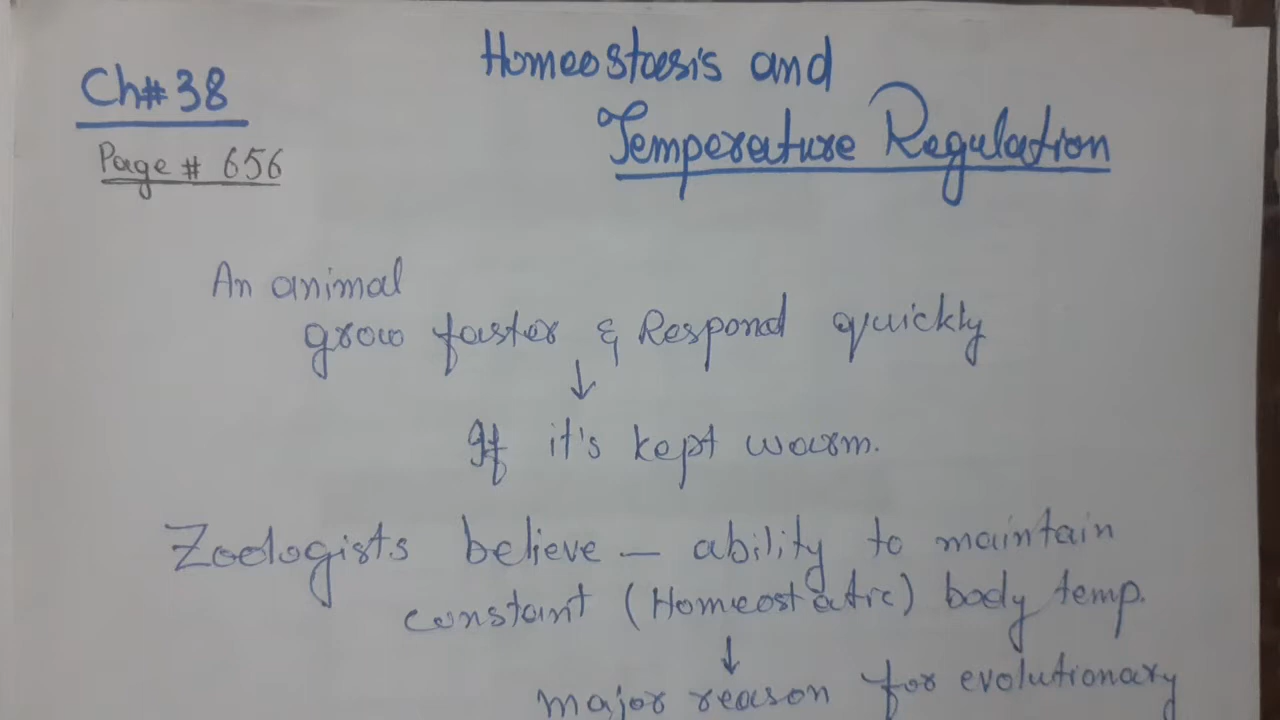 Homeostasis and
Ch# 38
Temperature Regulation
Page # 656
An animal
grow faster & Respond quickly
↓
If it's kept warm.
Zoologists believe – ability to maintain
constant (Homeostatic) body temp.
↓
major reason for evolutionary